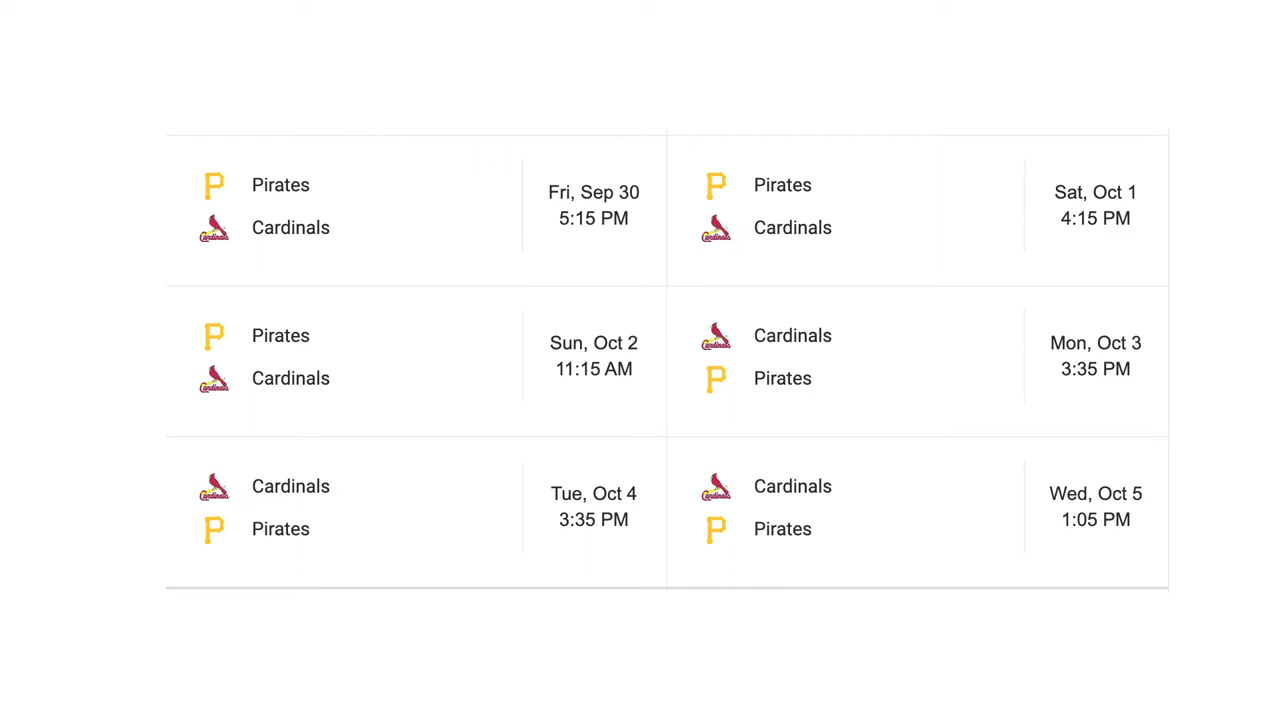 Pirates
Cardinals
Fri, Sep 30
5:15 PM
Pirates
Cardinals
Sat, Oct 1
4:15 PM
Pirates
Cardinals
Sun, Oct 2
11:15 AM
Cardinals
Pirates
Mon, Oct 3
3:35 PM
Cardinals
Pirates
Tue, Oct 4
3:35 PM
Cardinals
Pirates
Wed, Oct 5
1:05 PM